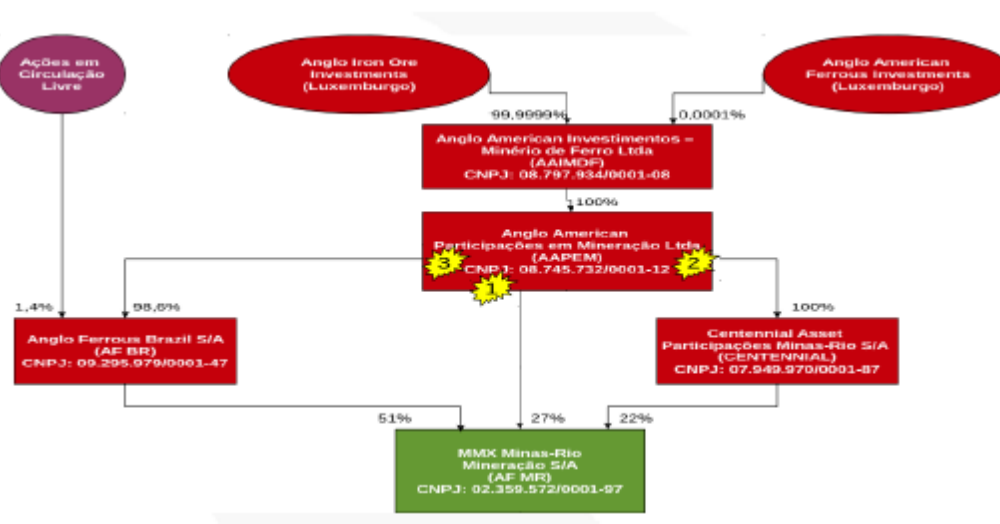 Ações em
Circulação
Livre
Anglo Iron Ore
Investments
(Luxemburgo)
Anglo American
Ferrous Investments
(Luxemburgo)
99,9999%
0,0001%
Anglo American Investimentos –
Minério de Ferro Ltda
(AAIMDF)
CNPJ: 08.797.934/0001-08
100%
Anglo American
Participações em Mineração Ltda
(AAPEM)
CNPJ: 08.745.732/0001-12
3
2
1
1,4%
98,6%
100%
Anglo Ferrous Brazil S/A
(AF BR)
CNPJ: 09.295.979/0001-47
Centennial Asset
Participações Minas-Rio S/A
(CENTENNIAL)
CNPJ: 07.949.970/0001-87
51%
27%
22%
MMX Minas-Rio
Mineração S/A
(AF MR)
CNPJ: 02.359.572/0001-97